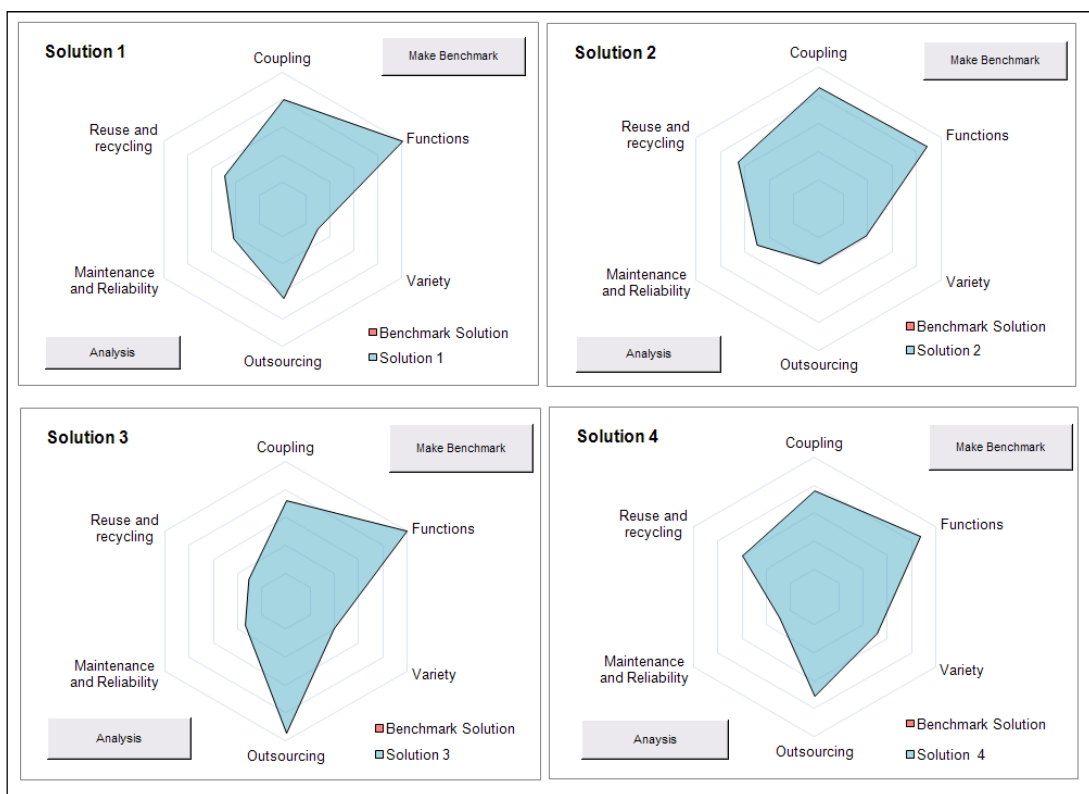 Solution 1
Make Benchmark
Coupling
Reuse and
recycling
Functions
Maintenance
and Reliability
Variety
Benchmark Solution
Analysis
Solution 1
Outsourcing
Solution 2
Make Benchmark
Coupling
Reuse and
recycling
Functions
Maintenance
and Reliability
Variety
Benchmark Solution
Analysis
Solution 2
Outsourcing
Solution 3
Make Benchmark
Coupling
Reuse and
recycling
Functions
Maintenance
and Reliability
Variety
Benchmark Solution
Analysis
Solution 3
Outsourcing
Solution 4
Make Benchmark
Coupling
Reuse and
recycling
Functions
Maintenance
and Reliability
Variety
Benchmark Solution
Anaysis
Solution 4
Outsourcing